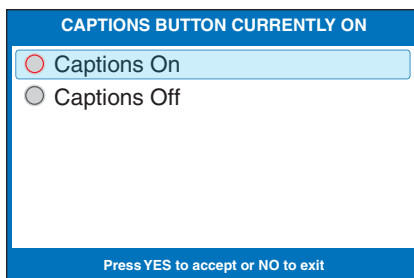 CAPTIONS BUTTON CURRENTLY ON
Captions On
Captions Off
Press YES to accept or NO to exit